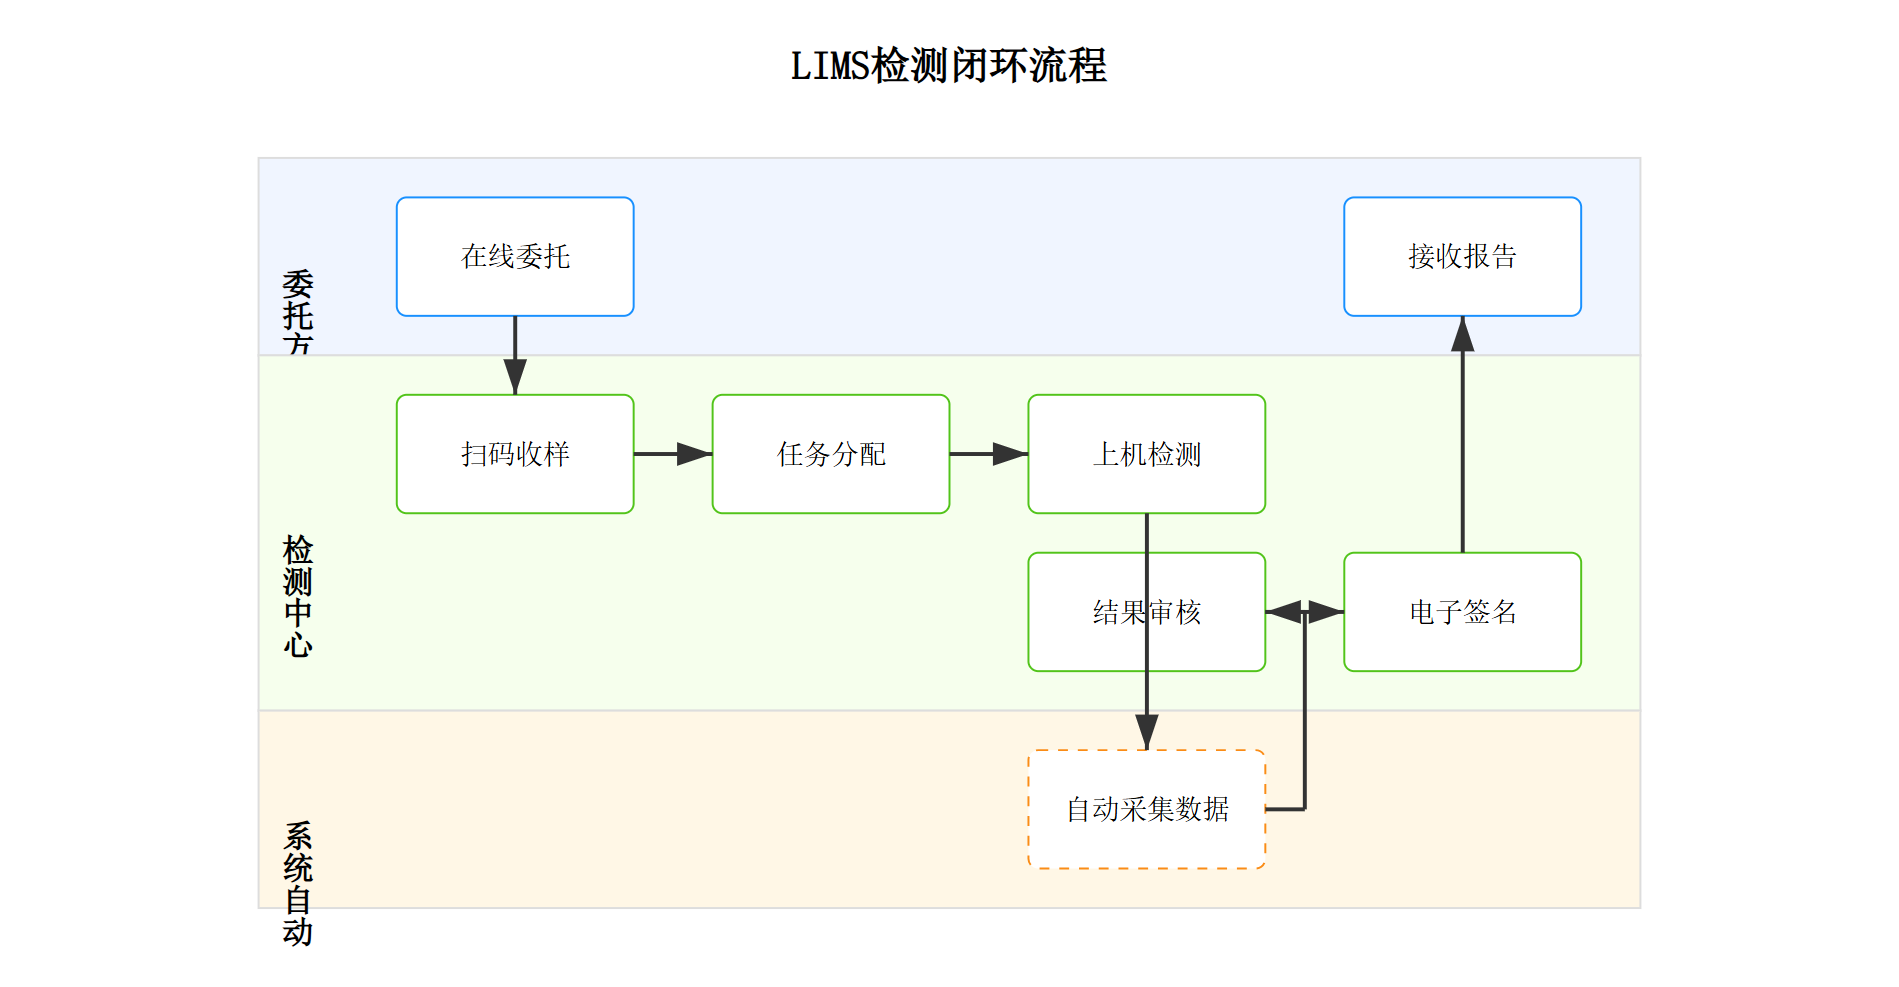 LIMS检测闭环流程
委托方
在线委托
接收报告
检测中心
扫码收样
任务分配
上机检测
结果审核
电子签名
系统自动
自动采集数据